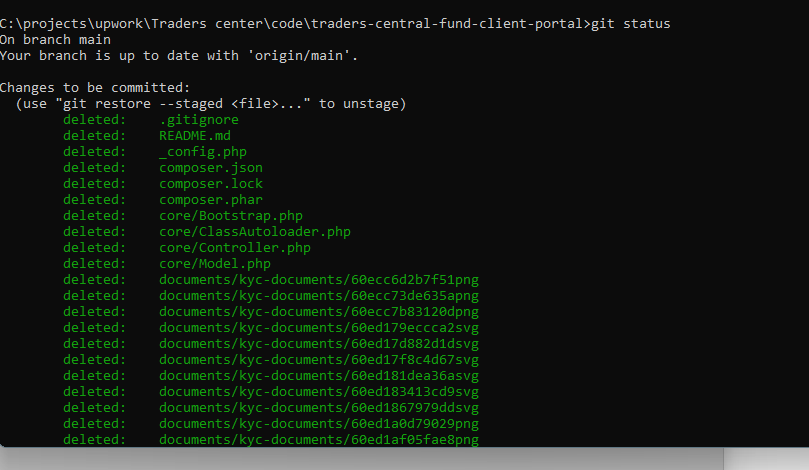 C:\projects\upwork\Traders center\code\traders-central-fund-client-portal>git status
On branch main
Your branch is up to date with 'origin/main'.
Changes to be committed:
(use "git restore --staged <file>..." to unstage)
deleted: .gitignore
deleted: README.md
deleted: _config.php
deleted: composer.json
deleted: composer.lock
deleted: composer.phar
deleted: core/Bootstrap.php
deleted: core/ClassAutoloader.php
deleted: core/Controller.php
deleted: core/Model.php
deleted: documents/kyc-documents/60ecc6d2b7f51png
deleted: documents/kyc-documents/60ecc73de635apng
deleted: documents/kyc-documents/60ecc7b83120dpng
deleted: documents/kyc-documents/60ed179eccca2svg
deleted: documents/kyc-documents/60ed17d882d1dsvg
deleted: documents/kyc-documents/60ed17f8c4d67svg
deleted: documents/kyc-documents/60ed181dea36asvg
deleted: documents/kyc-documents/60ed183413cd9svg
deleted: documents/kyc-documents/60ed1867979ddsvg
deleted: documents/kyc-documents/60ed1a0d79029png
deleted: documents/kyc-documents/60ed1af05fae8png